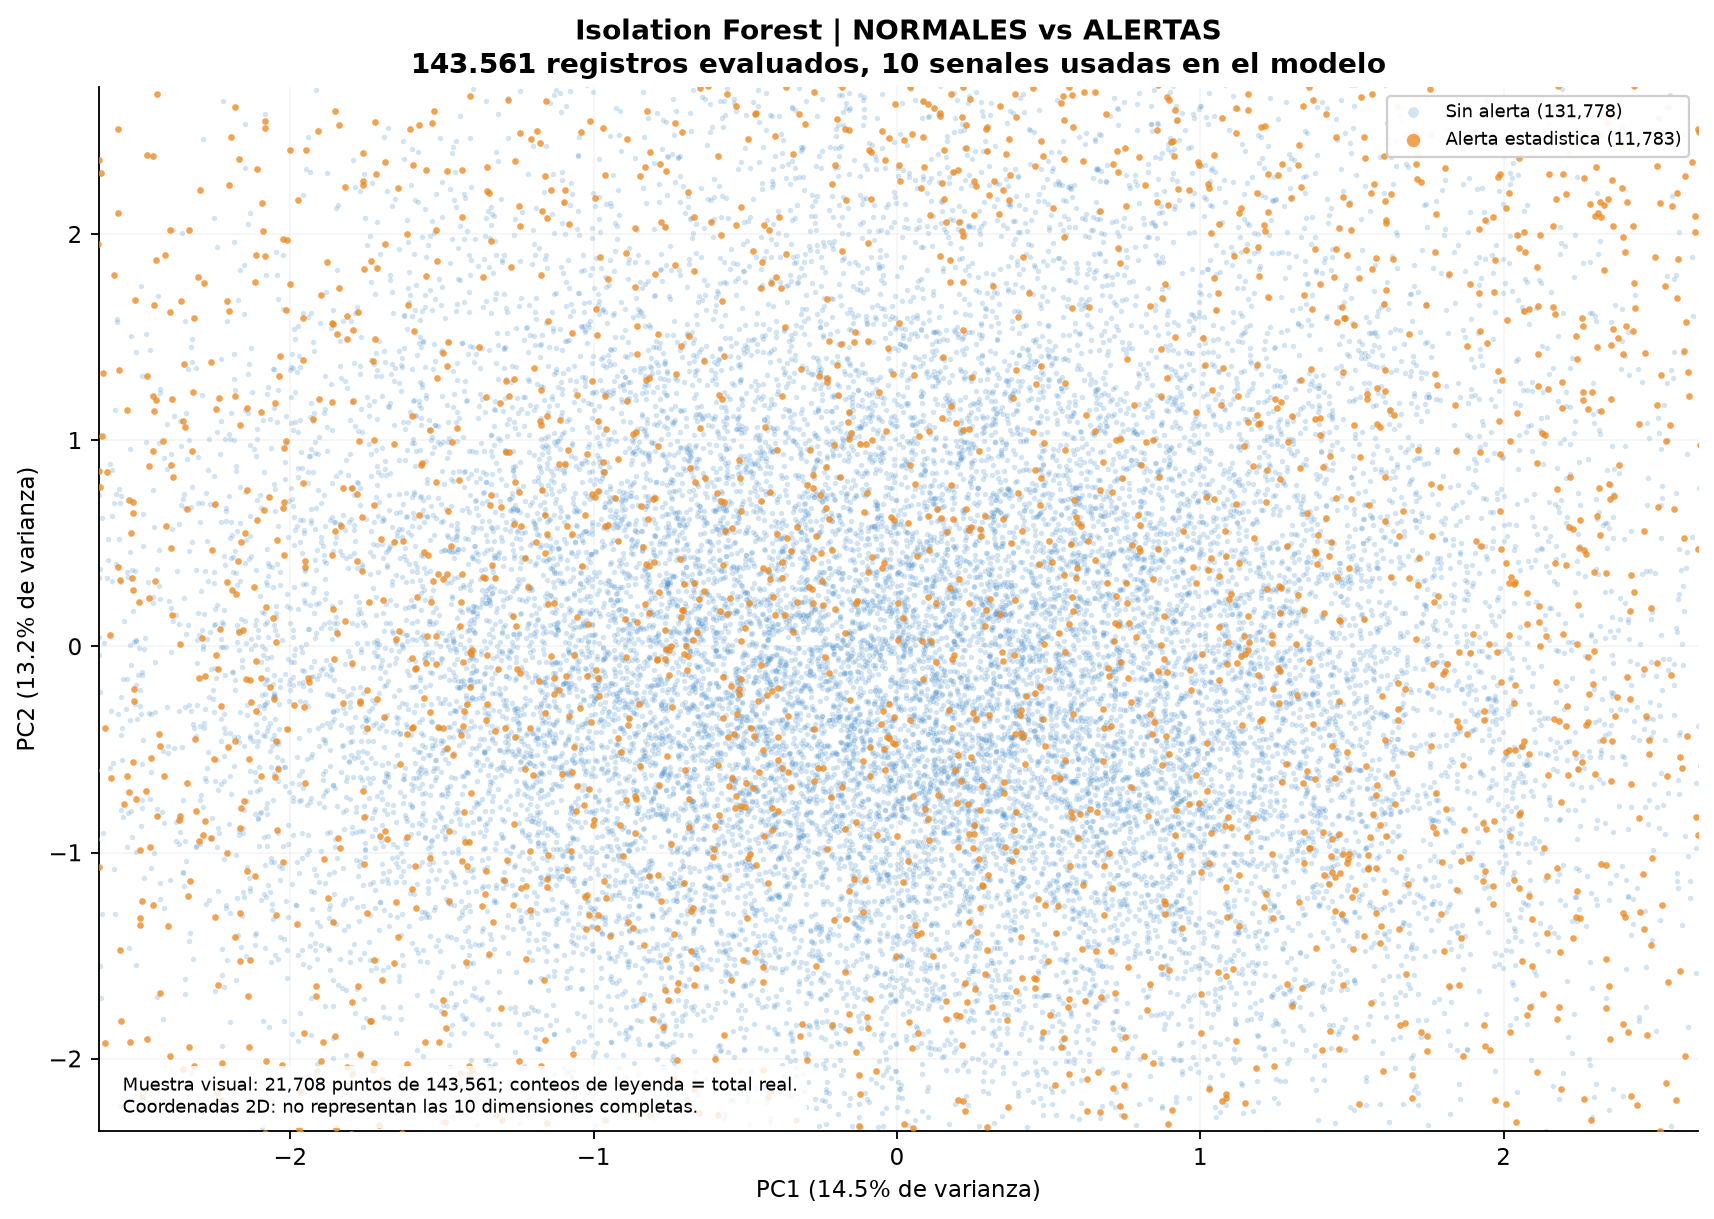 Isolation Forest | NORMALES vs ALERTAS
143.561 registros evaluados, 10 senales usadas en el modelo
Sin alerta (131,778)
Alerta estadistica (11,783)
PC2 (13.2% de varianza)
2
1
0
−1
−2
Muestra visual: 21,708 puntos de 143,561; conteos de leyenda = total real.
Coordenadas 2D: no representan las 10 dimensiones completas.
−2
−1
0
1
2
PC1 (14.5% de varianza)